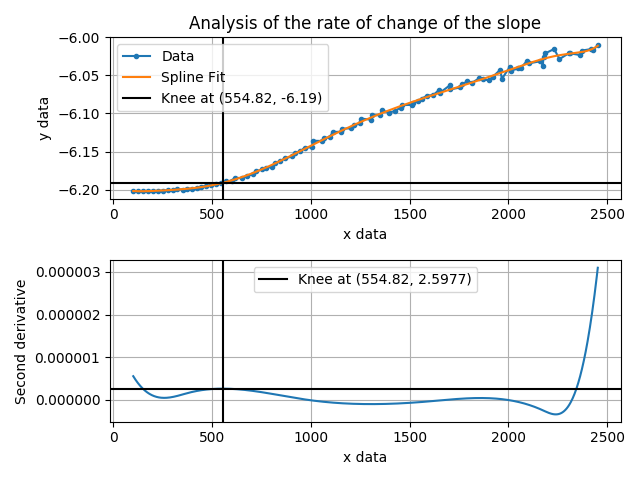 Analysis of the rate of change of the slope
−6.00
−6.05
−6.10
−6.15
−6.20
y data
Data
Spline Fit
Knee at (554.82, -6.19)
0 500 1000 1500 2000 2500
x data
0.000003
0.000002
0.000001
0.000000
Second derivative
Knee at (554.82, 2.5977)
0 500 1000 1500 2000 2500
x data